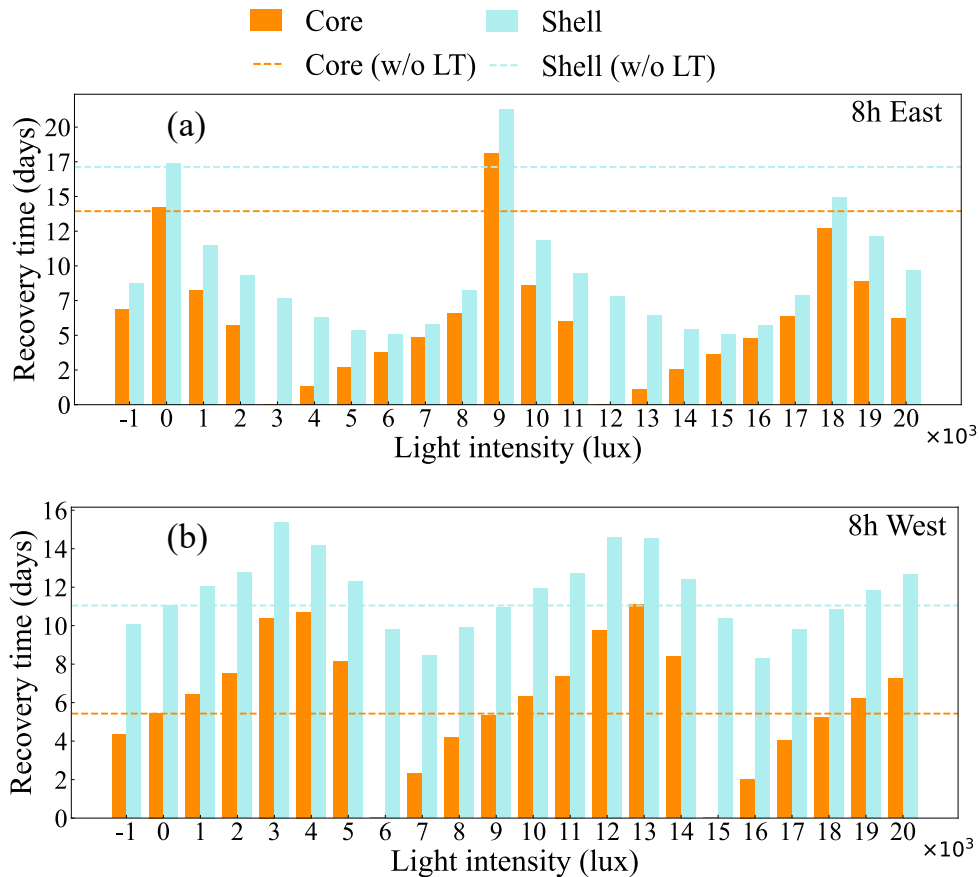 Core
Shell
Core (w/o LT)
Shell (w/o LT)
(a)
8h East
Recovery time (days)
20
17
15
12
7
5
2
0
-1 0 1 2 3 4 5 6 7 8 9 10 11 12 13 14 15 16 17 18 19 20
×10³
Light intensity (lux)
(b)
8h West
Recovery time (days)
16
14
12
10
8
6
4
2
0
-1 0 1 2 3 4 5 6 7 8 9 10 11 12 13 14 15 16 17 18 19 20
×10³
Light intensity (lux)